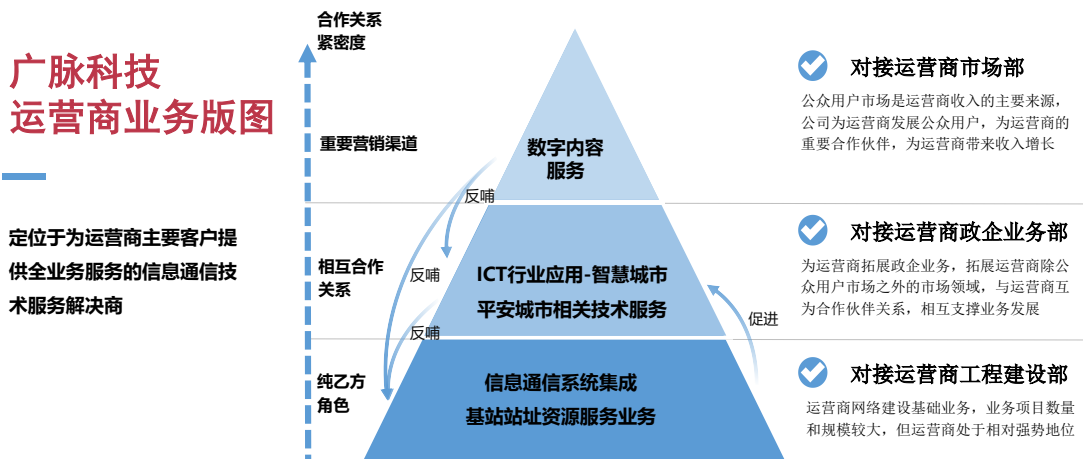 广脉科技
运营商业务版图
定位于为运营商主要客户提
供全业务服务的信息通信技
术服务解决商
合作关系
紧密度
重要营销渠道
相互合作
关系
纯乙方
角色
数字内容
服务
反哺
反哺
反哺
ICT行业应用-智慧城市
平安城市相关技术服务
促进
信息通信系统集成
基站站址资源服务业务
对接运营商市场部
公众用户市场是运营商收入的主要来源，
公司为运营商发展公众用户，为运营商的
重要合作伙伴，为运营商带来收入增长
对接运营商政企业务部
为运营商拓展政企业务，拓展运营商除公
众用户市场之外的市场领域，与运营商互
为合作伙伴关系，相互支撑业务发展
对接运营商工程建设部
运营商网络建设基础业务，业务项目数量
和规模较大，但运营商处于相对强势地位